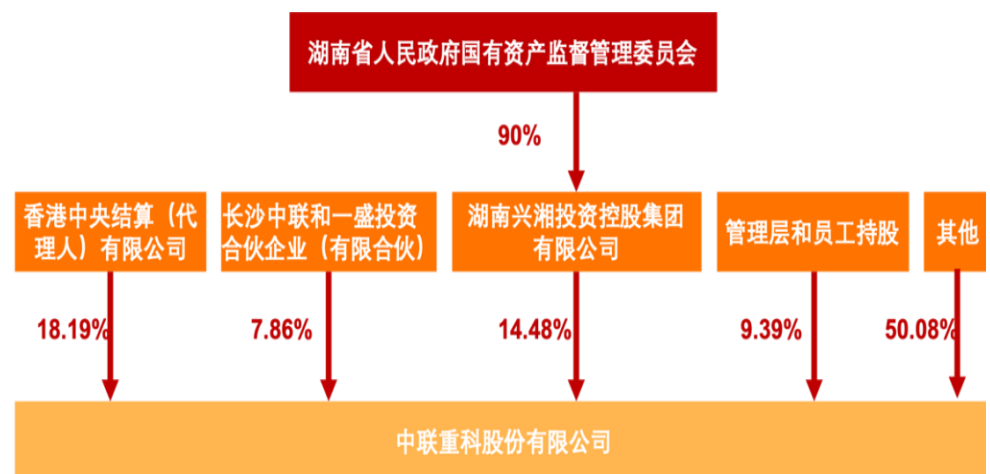 湖南省人民政府国有资产监督管理委员会
90%
香港中央结算（代
理人）有限公司
长沙中联和一盛投资
合伙企业（有限合伙）
湖南兴湘投资控股集团
有限公司
管理层和员工持股
其他
18.19%
7.86%
14.48%
9.39%
50.08%
中联重科股份有限公司